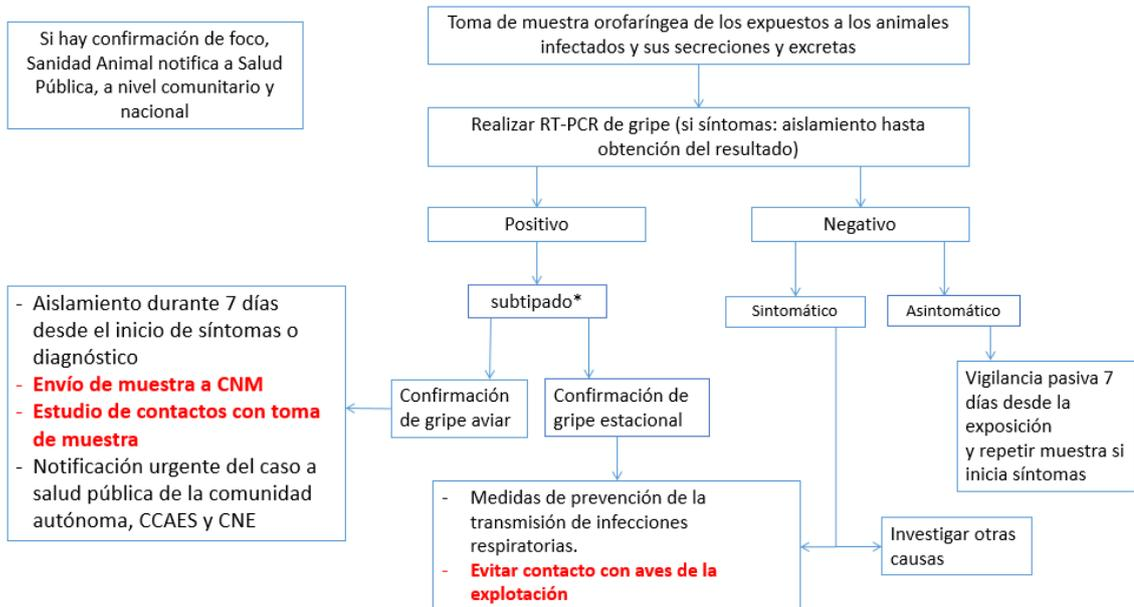 Si hay confirmación de foco,
Sanidad Animal notifica a Salud
Pública, a nivel comunitario y
nacional
Toma de muestra orofaríngea de los expuestos a los animales
infectados y sus secreciones y excretas
Realizar RT-PCR de gripe (si síntomas: aislamiento hasta
obtención del resultado)
Positivo
Negativo
subtipado*
Sintomático
Asintomático
- Aislamiento durante 7 días
desde el inicio de síntomas o
diagnóstico
- Envío de muestra a CNM
- Estudio de contactos con toma
de muestra
- Notificación urgente del caso a
salud pública de la comunidad
autónoma, CCAES y CNE
Confirmación
de gripe aviar
Confirmación de
gripe estacional
Vigilancia pasiva 7
días desde la
exposición
y repetir muestra si
inicia síntomas
- Medidas de prevención de la
transmisión de infecciones
respiratorias.
- Evitar contacto con aves de la
explotación
Investigar otras
causas